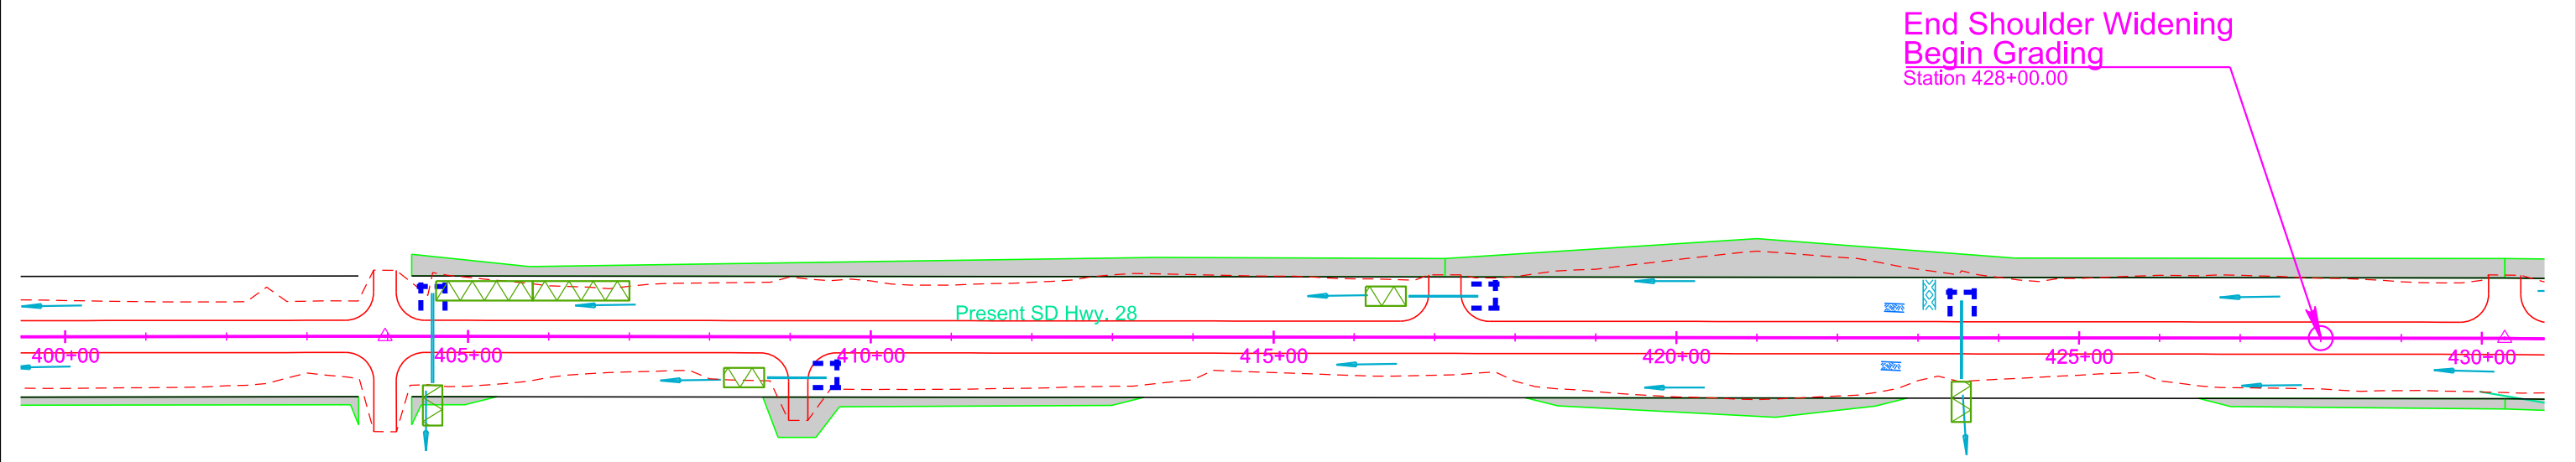 End Shoulder Widening
Begin Grading
Station 428+00.00
Present SD Hwy. 28
400+00
405+00
410+00
415+00
420+00
425+00
430+00